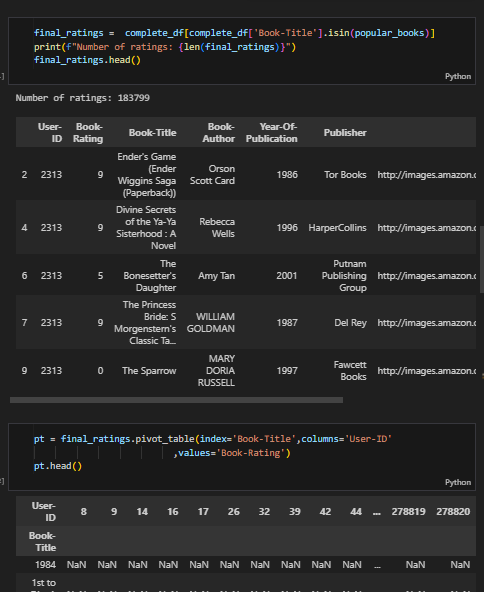 final_ratings =  complete_df[complete_df['Book-Title'].isin(popular_books)]
print(f"Number of ratings: {len(final_ratings)}")
final_ratings.head()
Python
Number of ratings: 183799
User-ID Book-Rating Book-Title Book-Author Year-Of-Publication Publisher
2 2313 9 Ender's Game (Ender Wiggins Saga (Paperback)) Orson Scott Card 1986 Tor Books http://images.amazon.c
4 2313 9 Divine Secrets of the Ya-Ya Sisterhood : A Novel Rebecca Wells 1996 HarperCollins http://images.amazon.c
6 2313 5 The Bonesetter's Daughter Amy Tan 2001 Putnam Publishing Group http://images.amazon.c
7 2313 9 The Princess Bride: S Morgenstern's Classic Ta... WILLIAM GOLDMAN 1987 Del Rey http://images.amazon.c
9 2313 0 The Sparrow MARY DORIA RUSSELL 1997 Fawcett Books http://images.amazon.c
pt = final_ratings.pivot_table(index='Book-Title',columns='User-ID'
,values='Book-Rating')
pt.head()
Python
User-ID 8 9 14 16 17 26 32 39 42 44 ... 278819 278820
Book-Title
1984 NaN NaN NaN NaN NaN NaN NaN NaN NaN NaN ... NaN NaN
1st to